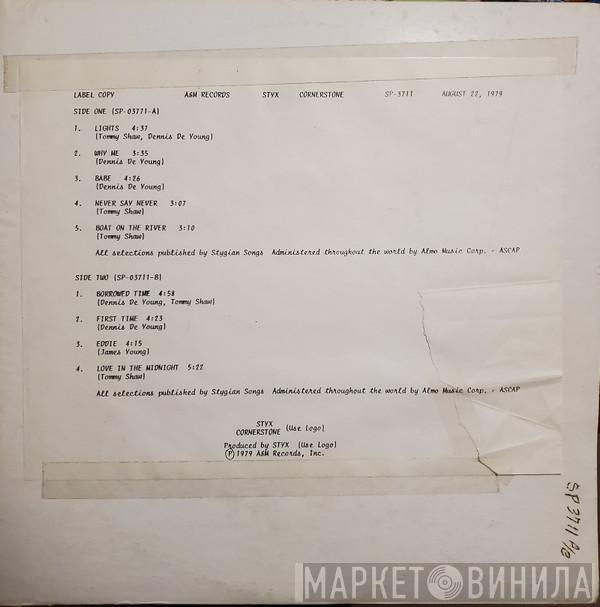 LABEL COPY A&M RECORDS STYX CORNERSTONE SP-3711 AUGUST 22, 1979
SIDE ONE (SP-03771-A)
1. LIGHTS 4:37
(Tommy Shaw, Dennis De Young)
2. WHY ME 3:35
(Dennis De Young)
3. BABE 4:26
(Dennis De Young)
4. NEVER SAY NEVER 3:07
(Tommy Shaw)
5. BOAT ON THE RIVER 3:10
(Tommy Shaw)
All selections published by Stygian Songs Administered throughout the world by Almo Music Corp. - ASCAP
SIDE TWO (SP-03711-B)
1. BORROWED TIME 4:58
(Dennis De Young, Tommy Shaw)
2. FIRST TIME 4:23
(Dennis De Young)
3. EDDIE 4:15
(James Young)
4. LOVE IN THE MIDNIGHT 5:22
(Tommy Shaw)
All selections published by Stygian Songs Administered throughout the world by Almo Music Corp. - ASCAP
STYX
CORNERSTONE (Use Logo)
Produced by STYX (Use Logo)
Ⓟ 1979 A&M Records, Inc.
SP 3711
МАРКЕТ ВИНИЛА